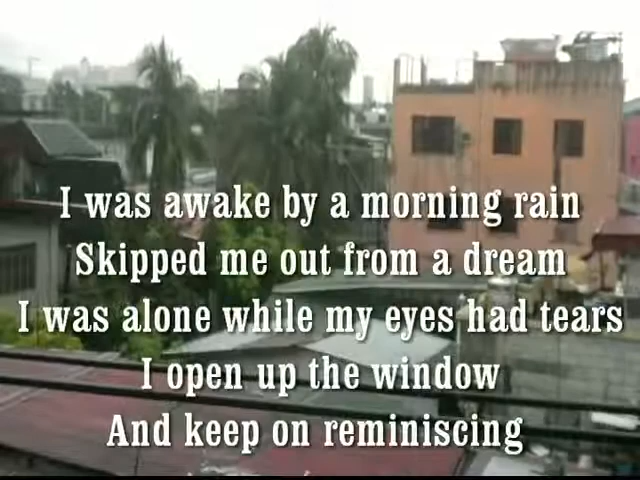 I was awake by a morning rain
Skipped me out from a dream
I was alone while my eyes had tears
I open up the window
And keep on reminiscing